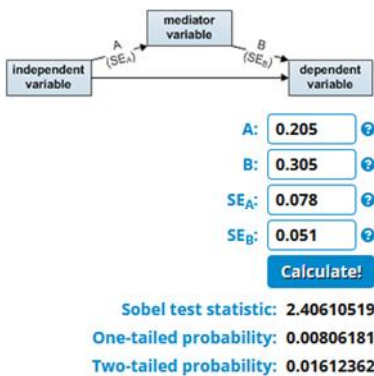 mediator
variable
A
(SEA)
B
(SEB)
independent
variable
dependent
variable
A: 0.205 ?
B: 0.305 ?
SEA: 0.078 ?
SEB: 0.051 ?
Calculate!
Sobel test statistic: 2.40610519
One-tailed probability: 0.00806181
Two-tailed probability: 0.01612362